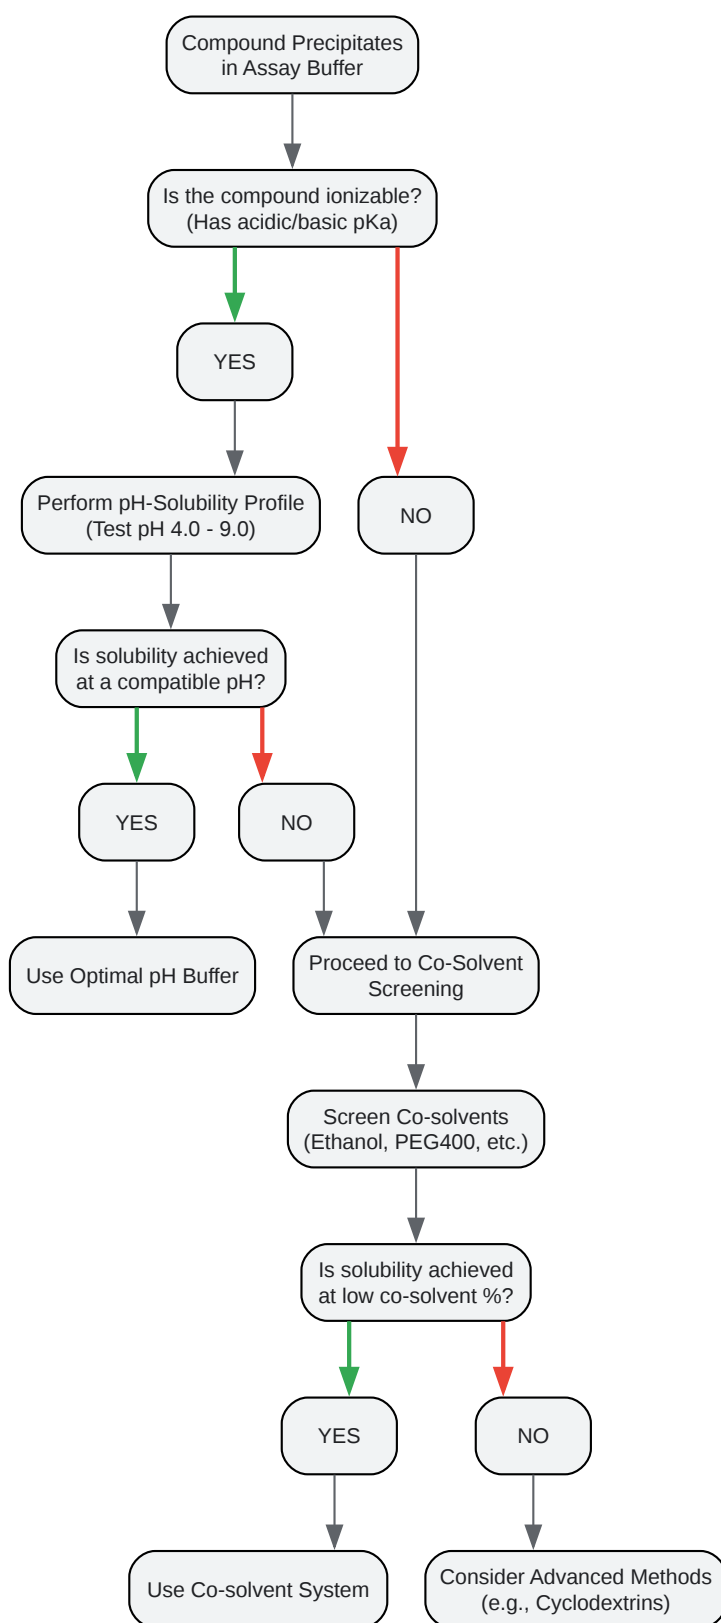 Compound Precipitates
in Assay Buffer
Is the compound ionizable?
(Has acidic/basic pKa)
YES
Perform pH-Solubility Profile
(Test pH 4.0 - 9.0)
NO
Is solubility achieved
at a compatible pH?
YES
NO
Use Optimal pH Buffer
Proceed to Co-Solvent
Screening
Screen Co-solvents
(Ethanol, PEG400, etc.)
Is solubility achieved
at low co-solvent %?
YES
NO
Use Co-solvent System
Consider Advanced Methods
(e.g., Cyclodextrins)